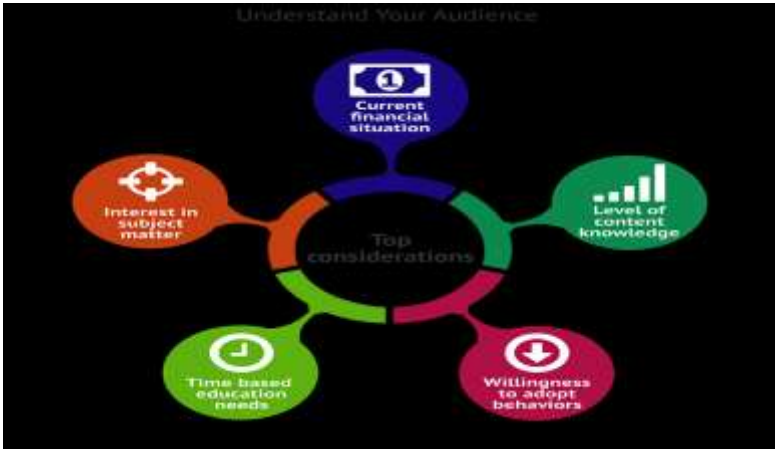 Understand Your Audience
1
Current
financial
situation
Interest in
subject
matter
Level of
content
knowledge
Top
considerations
Time based
education
needs
Willingness
to adopt
behaviors